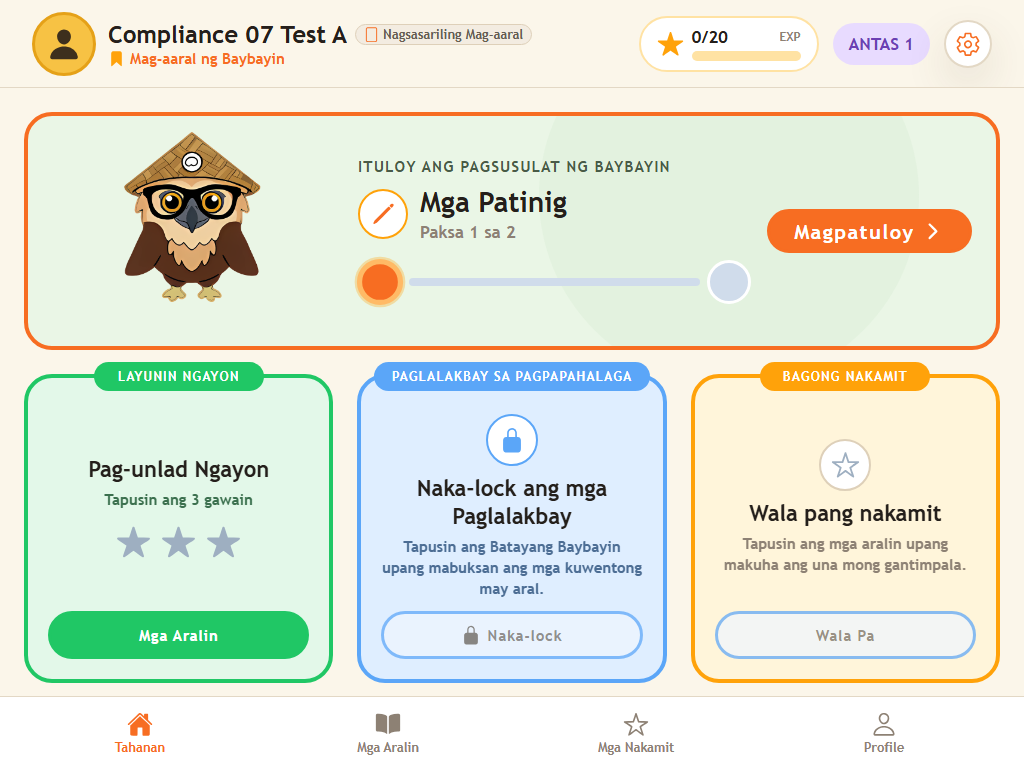 Compliance 07 Test A
Nagsasariling Mag-aaral
Mag-aaral ng Baybayin
0/20
EXP
ANTAS 1
ITULOY ANG PAGSUSULAT NG BAYBAYIN
Mga Patinig
Paksa 1 sa 2
Magpatuloy
LAYUNIN NGAYON
Pag-unlad Ngayon
Tapusin ang 3 gawain
Mga Aralin
PAGLALAKBAY SA PAGPAPAHALAGA
Naka-lock ang mga
Paglalakbay
Tapusin ang Batayang Baybayin
upang mabuksan ang mga kuwentong
may aral.
Naka-lock
BAGONG NAKAMIT
Wala pang nakamit
Tapusin ang mga aralin upang
makuha ang una mong gantimpala.
Wala Pa
Tahanan
Mga Aralin
Mga Nakamit
Profile